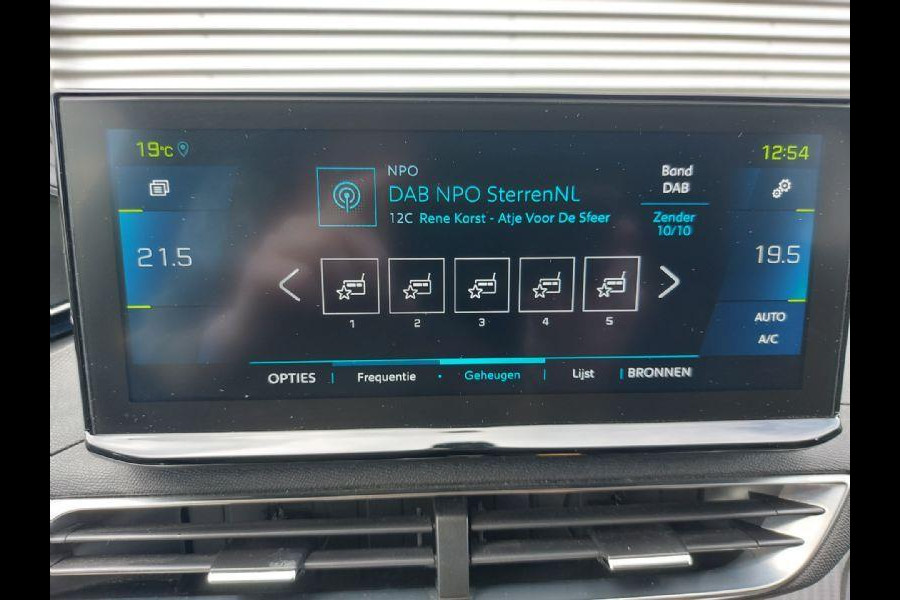 19°C
12:54
NPO
DAB NPO SterrenNL
12C Rene Karst - Atje Voor De Sfeer
Band
DAB
Zender
10/10
21.5
19.5
1 2 3 4 5
AUTO
A/C
OPTIES | Frequentie • Geheugen | Lijst | BRONNEN